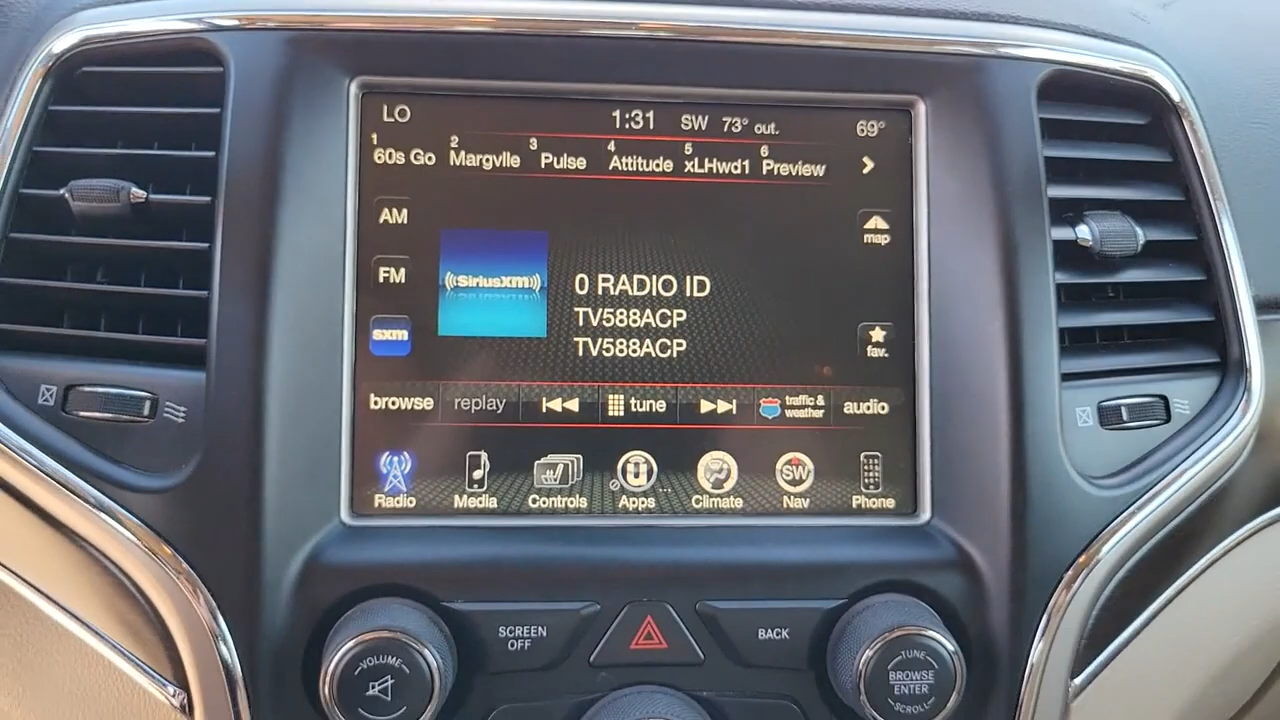 LO 1:31 SW 73° out. 69°
1 60s Go 2 Margvlle 3 Pulse 4 Attitude 5 xLHwd1 6 Preview
AM
map
FM
((SiriusXM))
0 RADIO ID
TV588ACP
sxm
TV588ACP
fav.
browse replay tune traffic & weather audio
SW
Radio Media Controls Apps ... Climate Nav Phone
SCREEN OFF
BACK
VOLUME
TUNE
BROWSE
ENTER
SCROLL